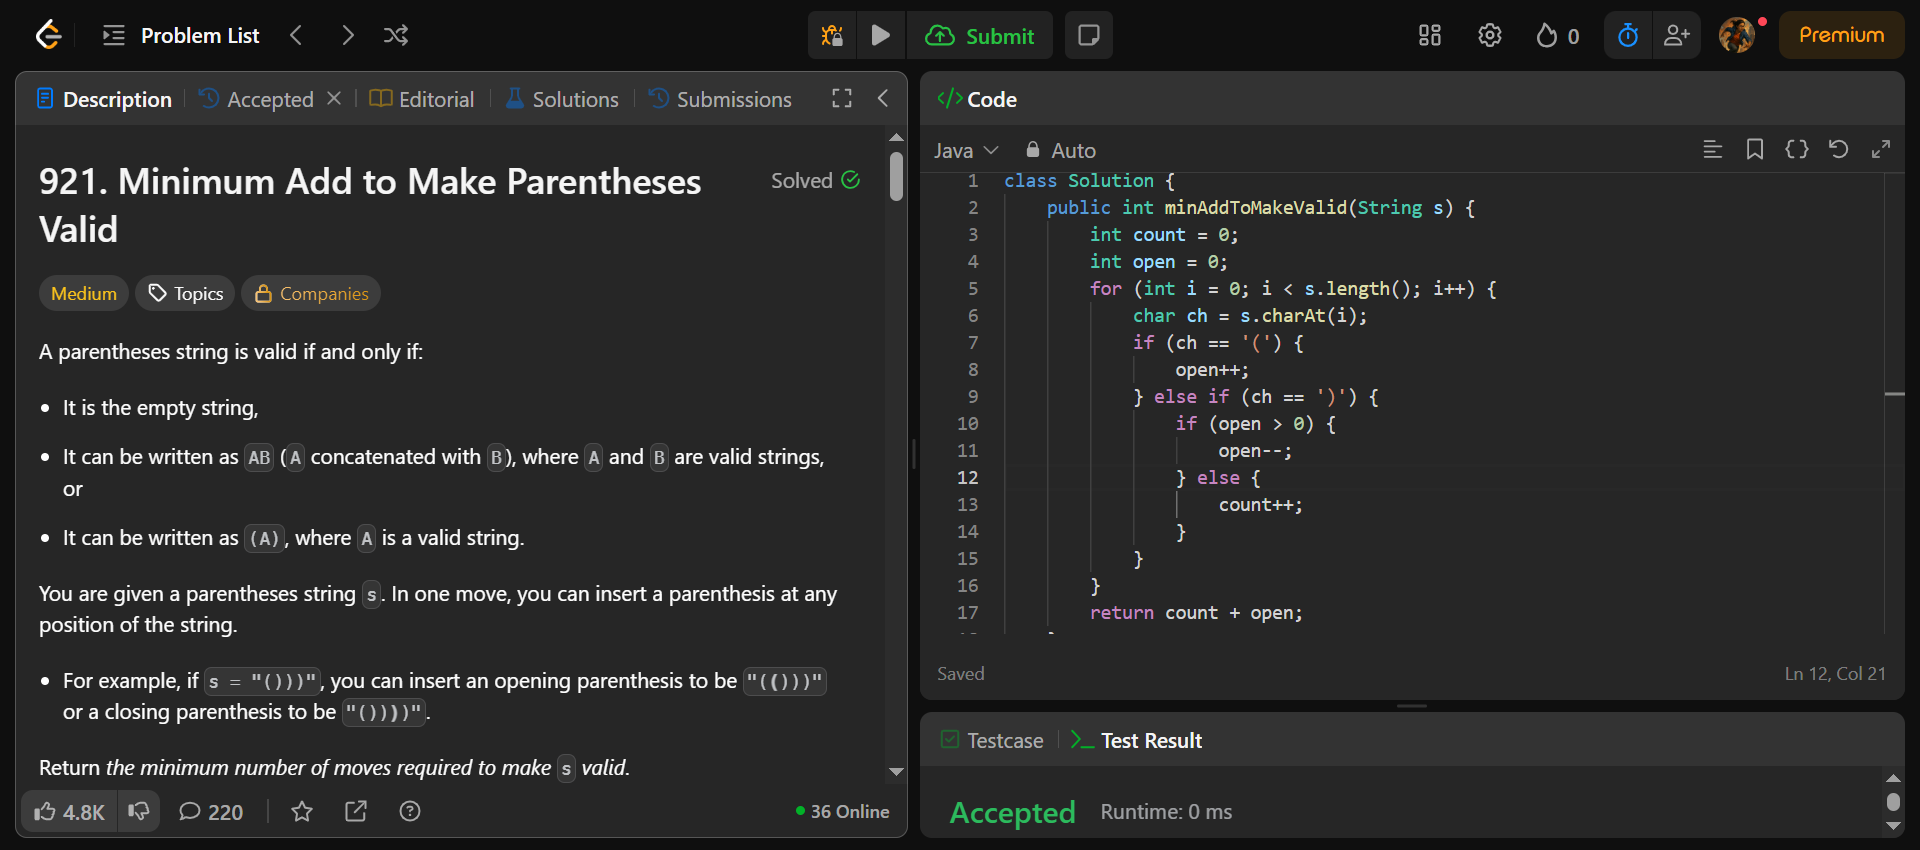 Problem List
Submit
0
Premium
Description
Accepted
Editorial
Solutions
Submissions
921. Minimum Add to Make Parentheses
Valid
Solved
Medium
Topics
Companies
A parentheses string is valid if and only if:
• It is the empty string,
• It can be written as AB (A concatenated with B), where A and B are valid strings,
or
• It can be written as (A), where A is a valid string.
You are given a parentheses string s. In one move, you can insert a parenthesis at any
position of the string.
• For example, if s = "()))", you can insert an opening parenthesis to be "(()))"
or a closing parenthesis to be "())))".
Return the minimum number of moves required to make s valid.
4.8K
220
36 Online
</> Code
Java
Auto
1 class Solution {
2 public int minAddToMakeValid(String s) {
3 int count = 0;
4 int open = 0;
5 for (int i = 0; i < s.length(); i++) {
6 char ch = s.charAt(i);
7 if (ch == '(') {
8 open++;
9 } else if (ch == ')') {
10 if (open > 0) {
11 open--;
12 } else {
13 count++;
14 }
15 }
16 }
17 return count + open;
Saved
Ln 12, Col 21
Testcase
Test Result
Accepted
Runtime: 0 ms